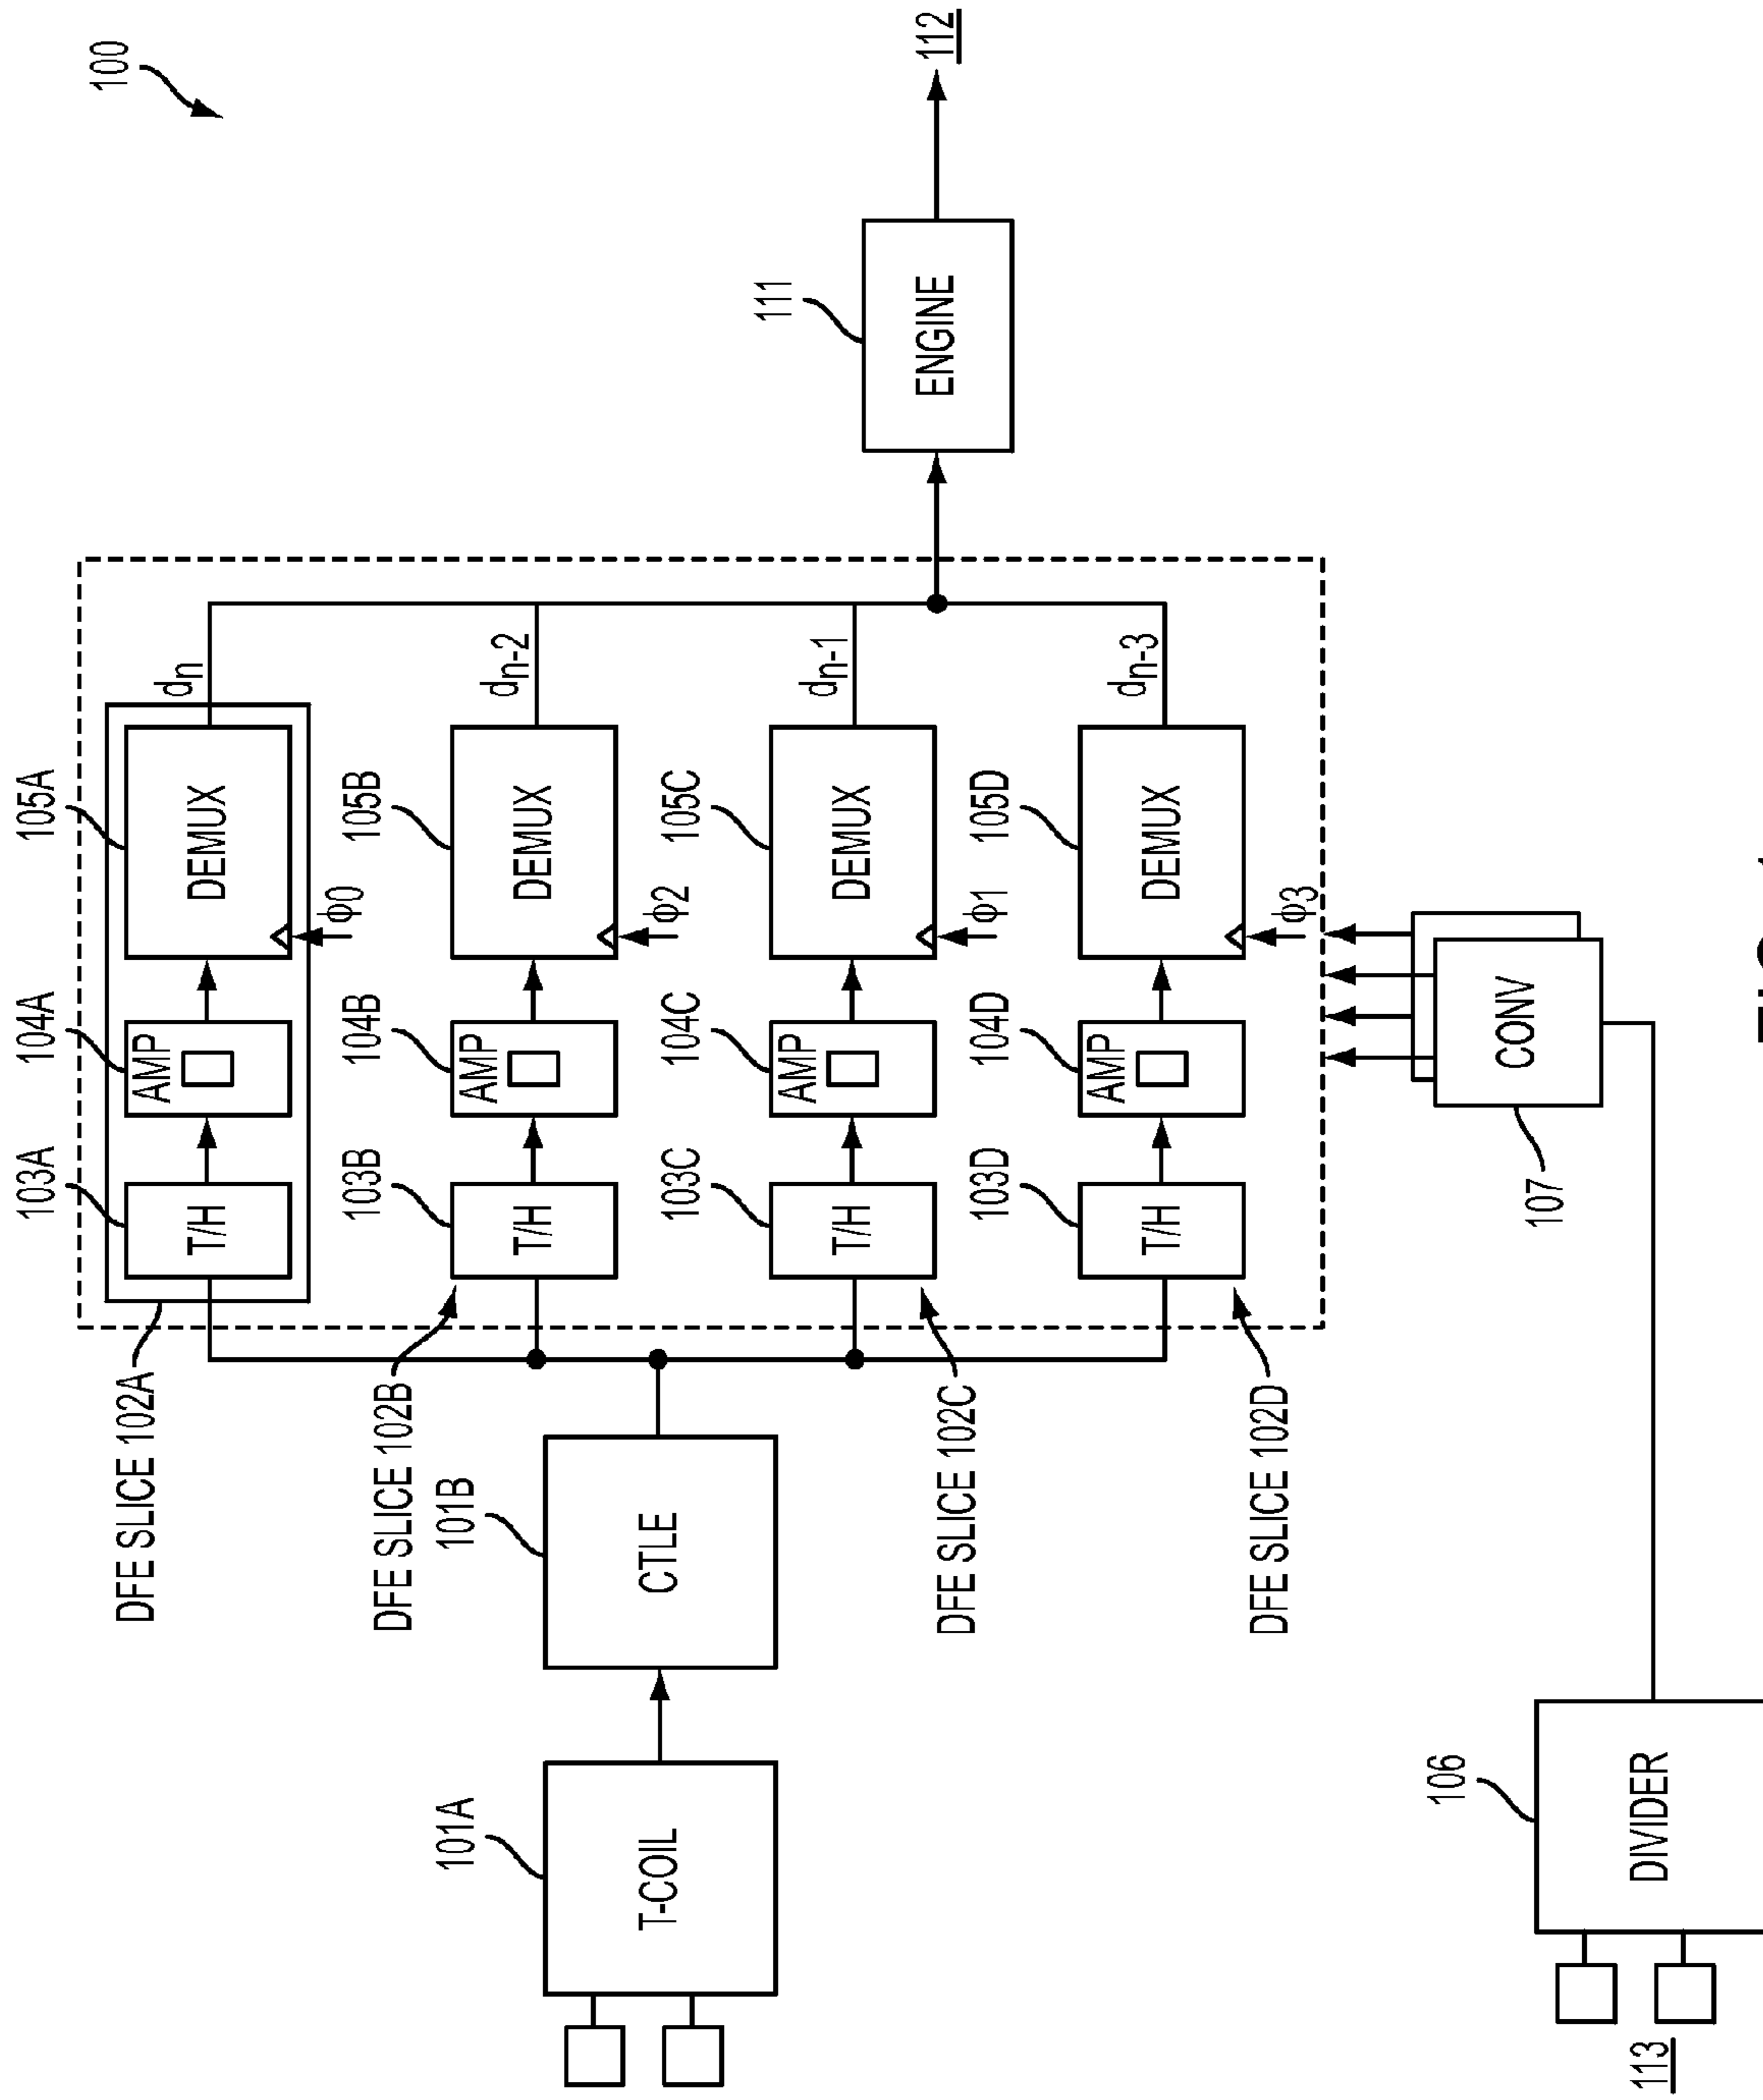 100
103A
104A
105A
T/H
AMP
DEMUX
dn
φ0
DFE SLICE 102A
103B
104B
105B
T/H
AMP
DEMUX
dn-2
φ2
DFE SLICE 102B
101A
T-COIL
101B
CTLE
103C
104C
105C
T/H
AMP
DEMUX
dn-1
φ1
DFE SLICE 102C
111
ENGINE
112
103D
104D
105D
T/H
AMP
DEMUX
dn-3
φ3
DFE SLICE 102D
106
DIVIDER
113
CONV
107